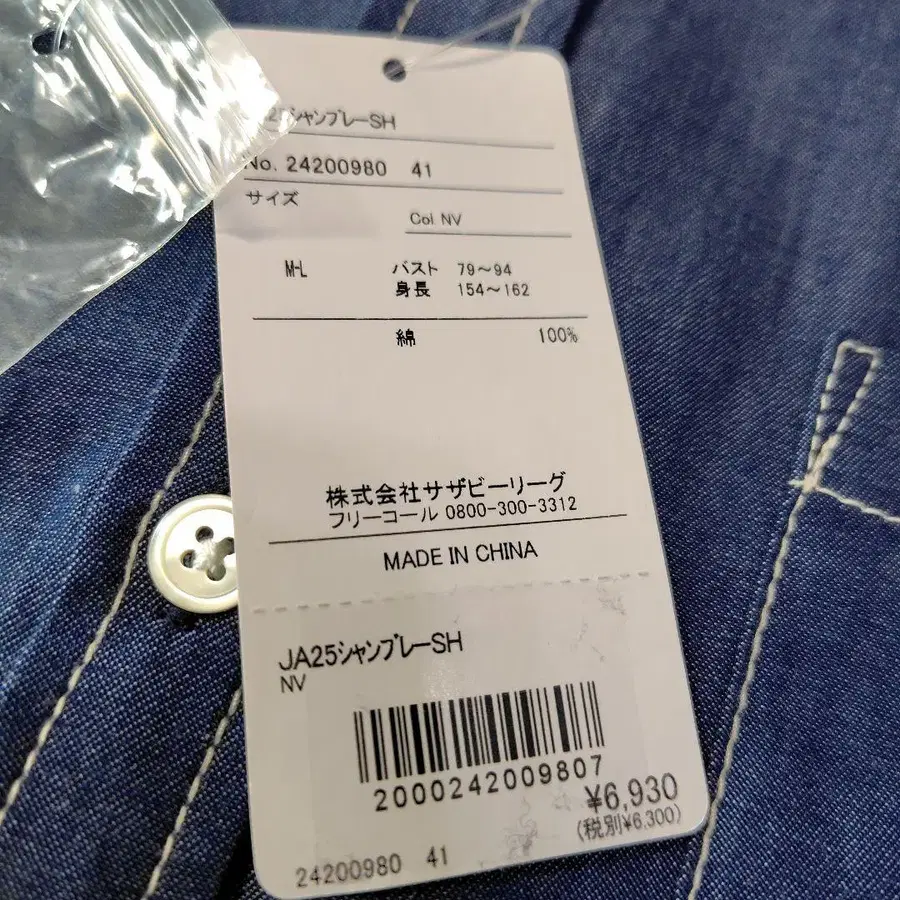 シャンブレーSH
No. 24200980 41
サイズ
Col NV
M-L バスト 79〜94
身長 154〜162
綿 100%
株式会社サザビーリーグ
フリーコール 0800-300-3312
MADE IN CHINA
JA25シャンブレーSH
NV
2000242009807
¥6,930
(税別¥6,300)
24200980 41